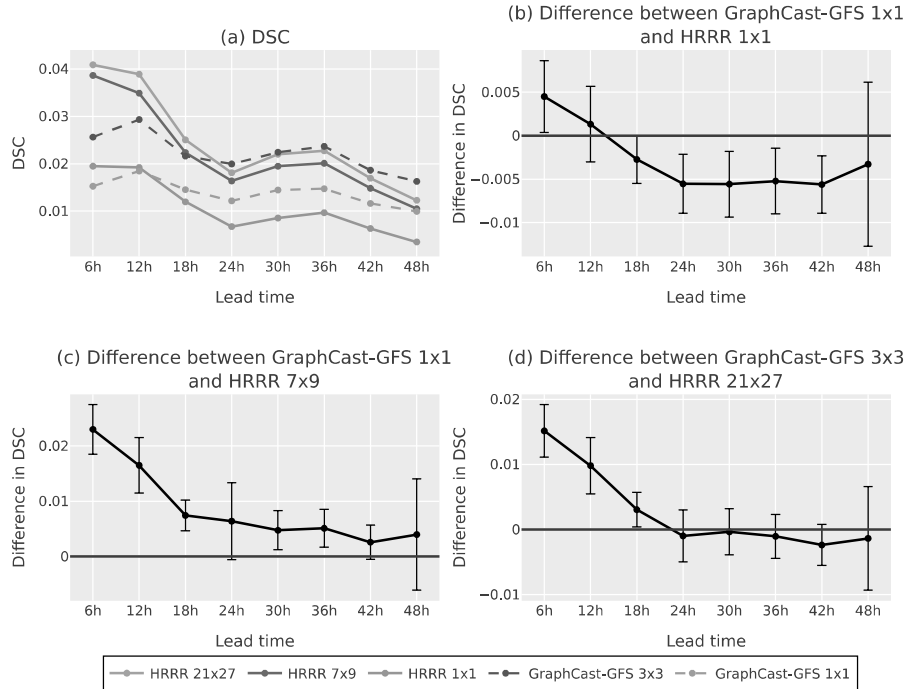 (a) DSC
DSC
0.04
0.03
0.02
0.01
6h 12h 18h 24h 30h 36h 42h 48h
Lead time
(b) Difference between GraphCast-GFS 1x1
and HRRR 1x1
Difference in DSC
0.005
0
−0.005
−0.01
6h 12h 18h 24h 30h 36h 42h 48h
Lead time
(c) Difference between GraphCast-GFS 1x1
and HRRR 7x9
Difference in DSC
0.02
0.01
0
6h 12h 18h 24h 30h 36h 42h 48h
Lead time
(d) Difference between GraphCast-GFS 3x3
and HRRR 21x27
Difference in DSC
0.02
0.01
0
−0.01
6h 12h 18h 24h 30h 36h 42h 48h
Lead time
HRRR 21x27 HRRR 7x9 HRRR 1x1 GraphCast-GFS 3x3 GraphCast-GFS 1x1